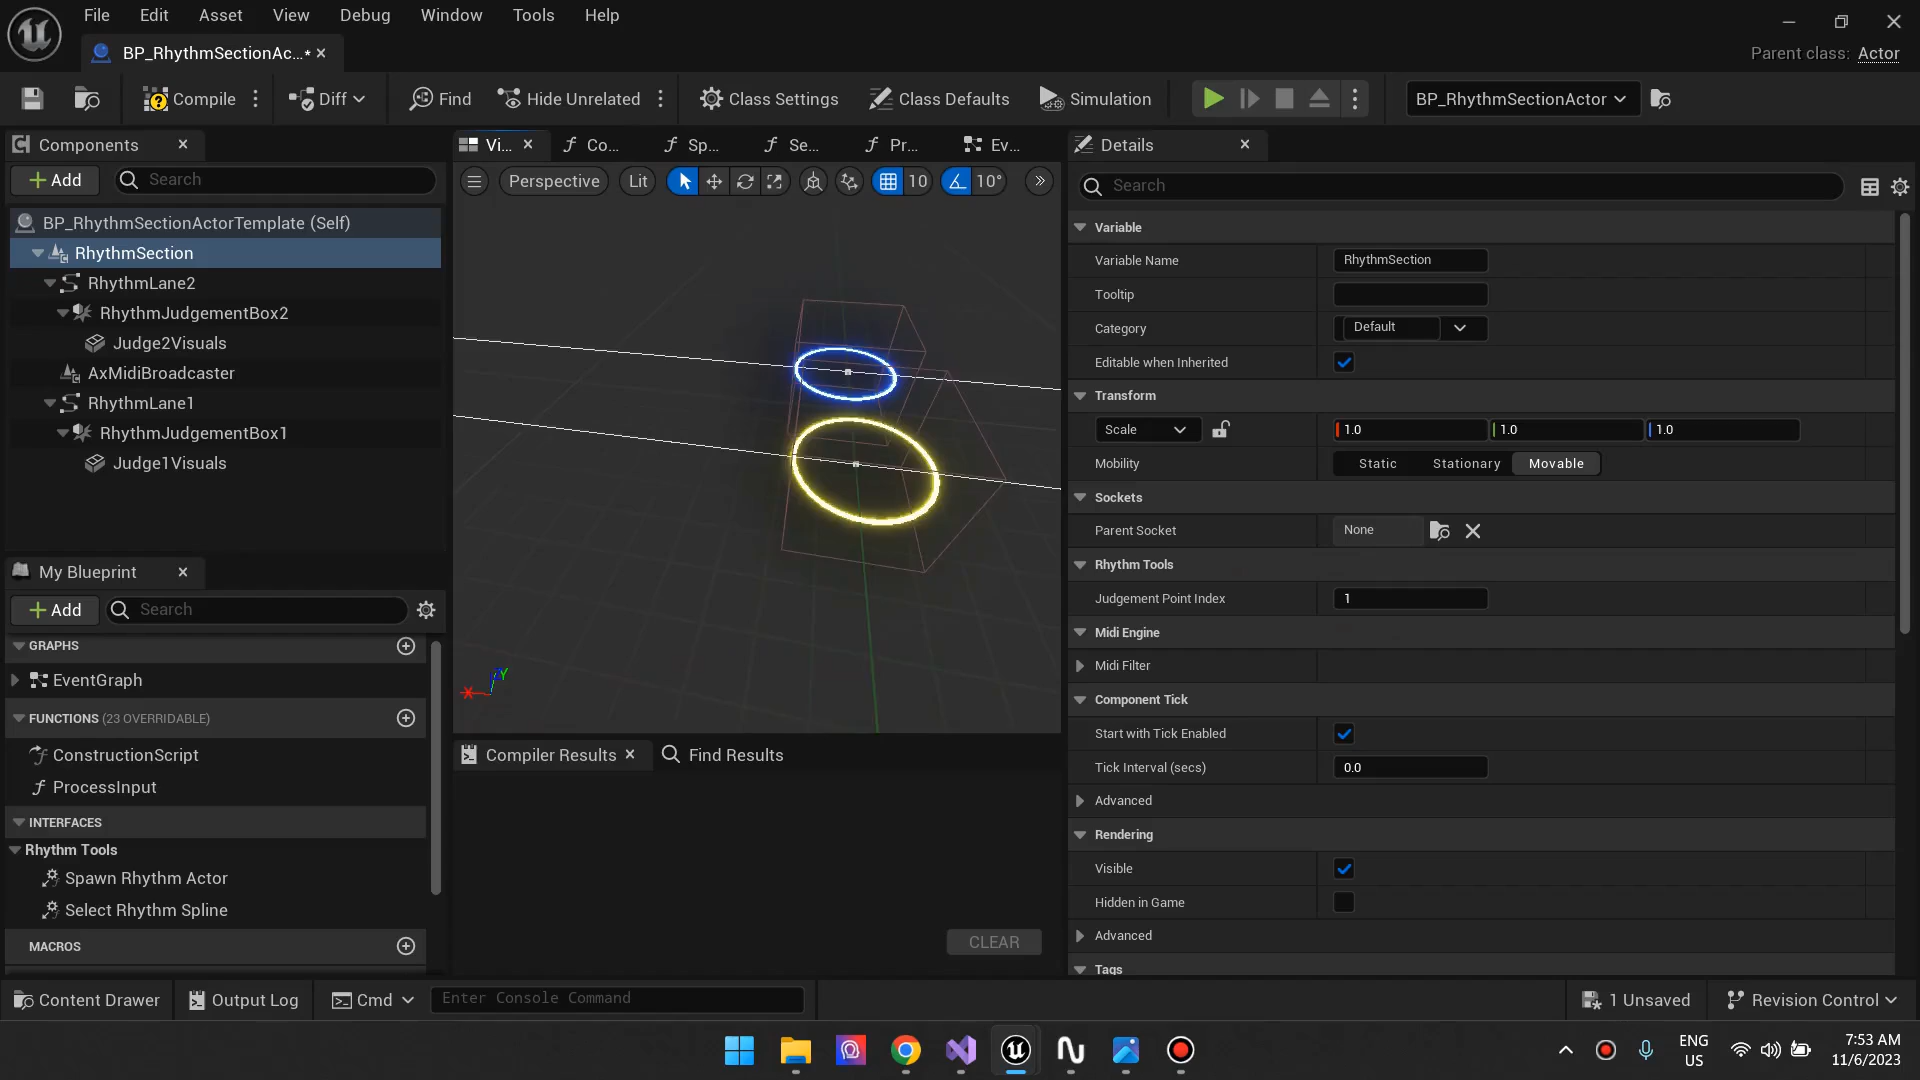 File Edit Asset View Debug Window Tools Help
BP_RhythmSectionAc...*
Parent class: Actor
Compile Diff Find Hide Unrelated Class Settings Class Defaults Simulation BP_RhythmSectionActor
Components
Add Search
BP_RhythmSectionActorTemplate (Self)
RhythmSection
RhythmLane2
RhythmJudgementBox2
Judge2Visuals
AxMidiBroadcaster
RhythmLane1
RhythmJudgementBox1
Judge1Visuals
My Blueprint
Add Search
GRAPHS
EventGraph
FUNCTIONS (23 OVERRIDABLE)
ConstructionScript
ProcessInput
INTERFACES
Rhythm Tools
Spawn Rhythm Actor
Select Rhythm Spline
MACROS
Vi... Co... Sp... Se... Pr... Ev...
Perspective Lit 10 10°
X Y
Compiler Results Find Results
CLEAR
Details
Search
Variable
Variable Name RhythmSection
Tooltip
Category Default
Editable when Inherited
Transform
Scale 1.0 1.0 1.0
Mobility Static Stationary Movable
Sockets
Parent Socket None
Rhythm Tools
Judgement Point Index 1
Midi Engine
Midi Filter
Component Tick
Start with Tick Enabled
Tick Interval (secs) 0.0
Advanced
Rendering
Visible
Hidden in Game
Advanced
Tags
Content Drawer Output Log Cmd Enter Console Command 1 Unsaved Revision Control
ENG
US
7:53 AM
11/6/2023